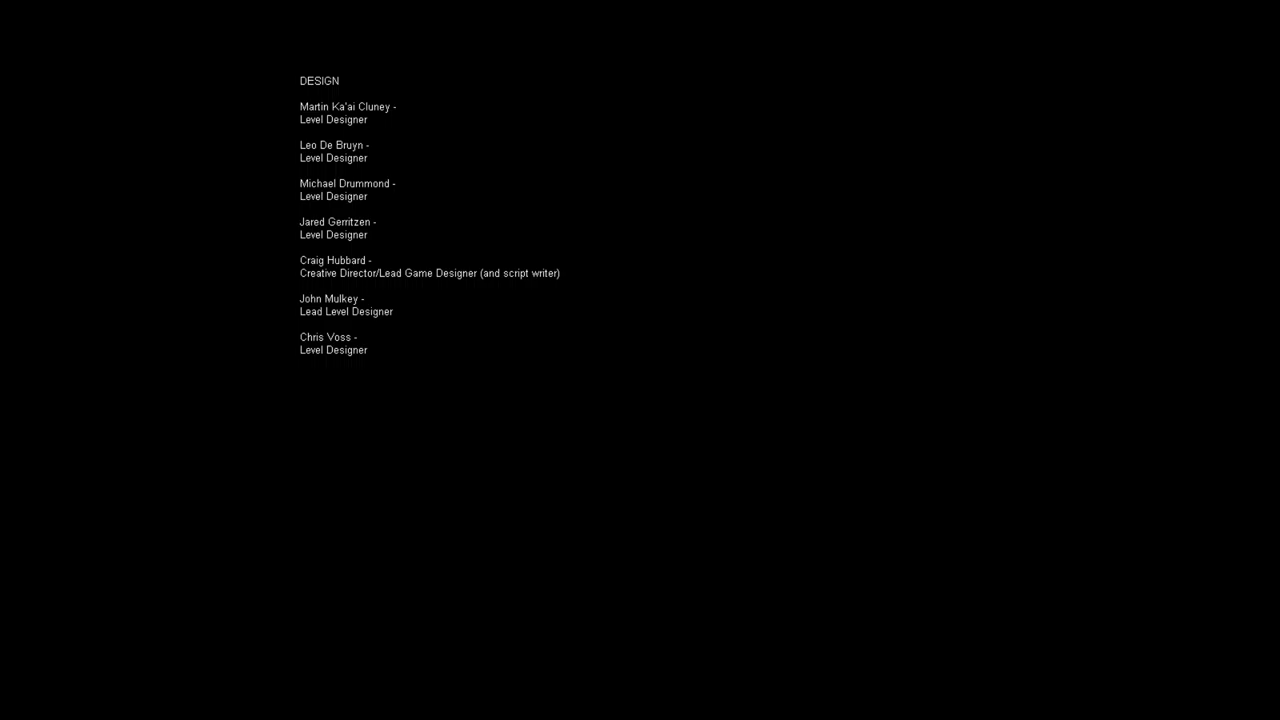 DESIGN
Martin Ka'ai Cluney -
Level Designer
Leo De Bruyn -
Level Designer
Michael Drummond -
Level Designer
Jared Gerritzen -
Level Designer
Craig Hubbard -
Creative Director/Lead Game Designer (and script writer)
John Mulkey -
Lead Level Designer
Chris Voss -
Level Designer